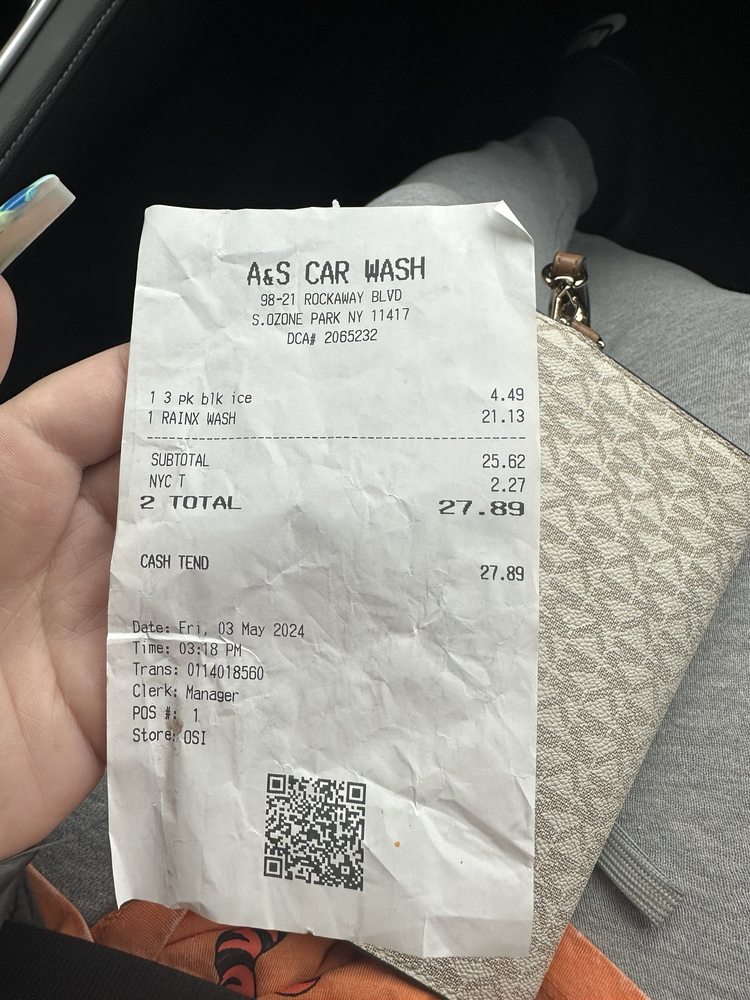 A&S CAR WASH
98-21 ROCKAWAY BLVD
S.OZONE PARK NY 11417
DCA# 2065232
1 3 pk blk ice 4.49
1 RAINX WASH 21.13
SUBTOTAL 25.62
NYC T 2.27
2 TOTAL 27.89
CASH TEND 27.89
Date: Fri, 03 May 2024
Time: 03:18 PM
Trans: 0114018560
Clerk: Manager
POS #: 1
Store: OSI